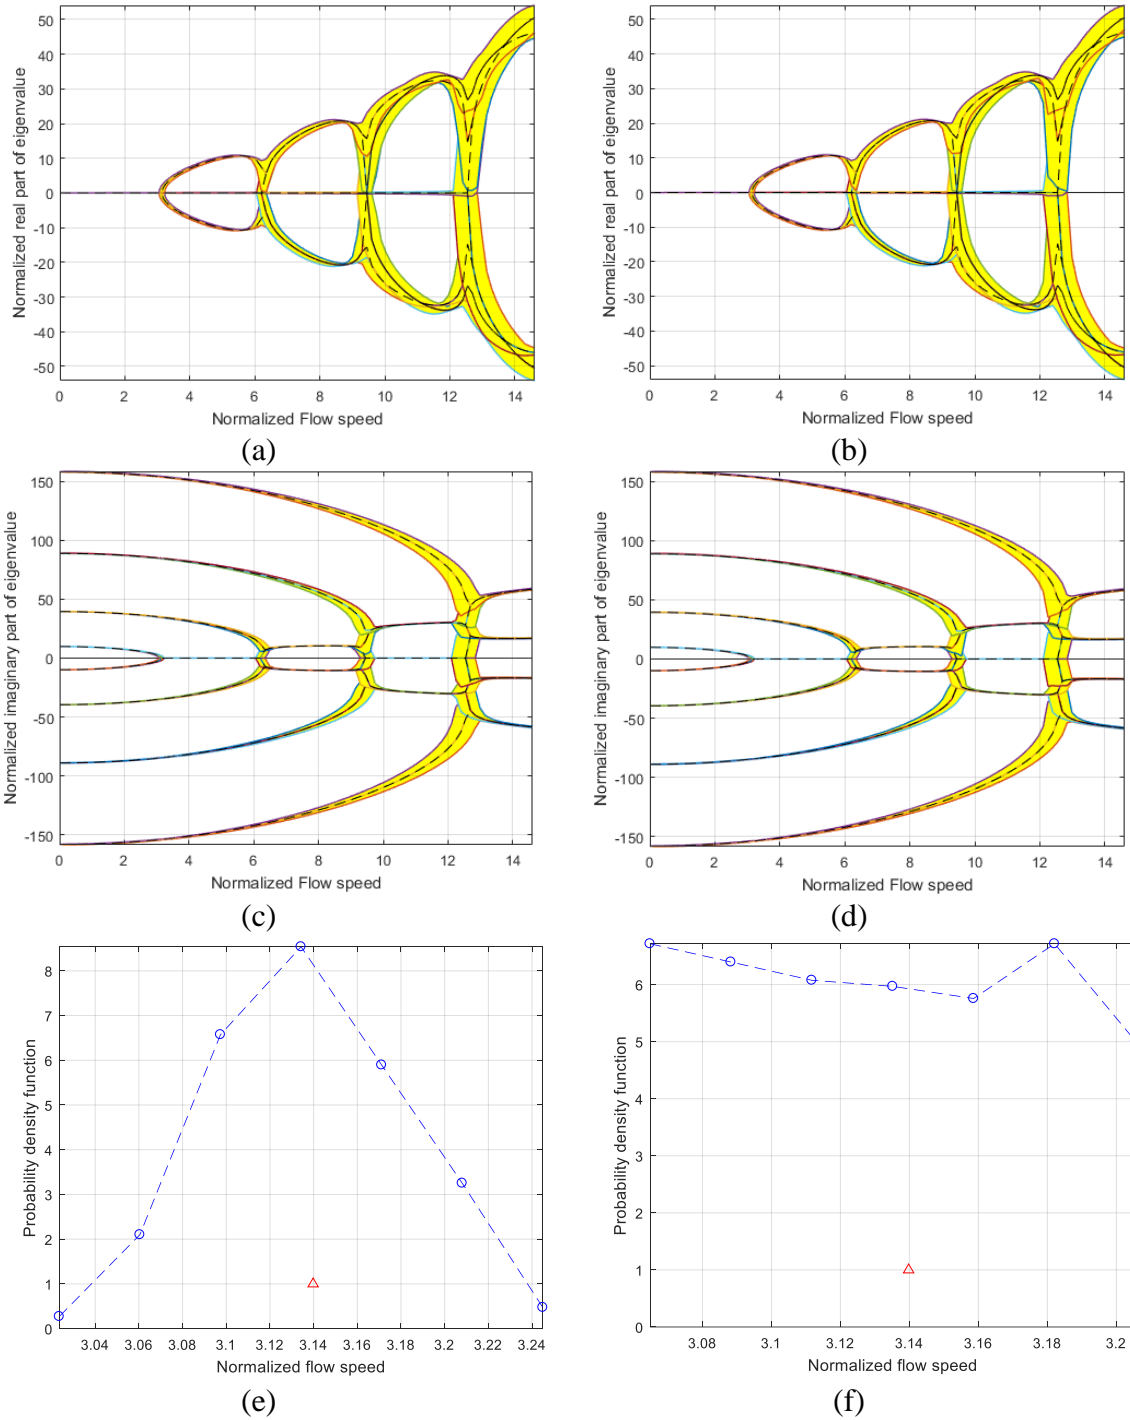 50
40
30
20
10
0
-10
-20
-30
-40
-50
0 2 4 6 8 10 12 14
Normalized real part of eigenvalue
Normalized Flow speed
(a)
50
40
30
20
10
0
-10
-20
-30
-40
-50
0 2 4 6 8 10 12 14
Normalized real part of eigenvalue
Normalized Flow speed
(b)
150
100
50
0
-50
-100
-150
0 2 4 6 8 10 12 14
Normalized imaginary part of eigenvalue
Normalized Flow speed
(c)
150
100
50
0
-50
-100
-150
0 2 4 6 8 10 12 14
Normalized imaginary part of eigenvalue
Normalized Flow speed
(d)
8
7
6
5
4
3
2
1
0
3.04 3.06 3.08 3.1 3.12 3.14 3.16 3.18 3.2 3.22 3.24
Probability density function
Normalized flow speed
(e)
6
5
4
3
2
1
0
3.08 3.1 3.12 3.14 3.16 3.18 3.2
Probability density function
Normalized flow speed
(f)